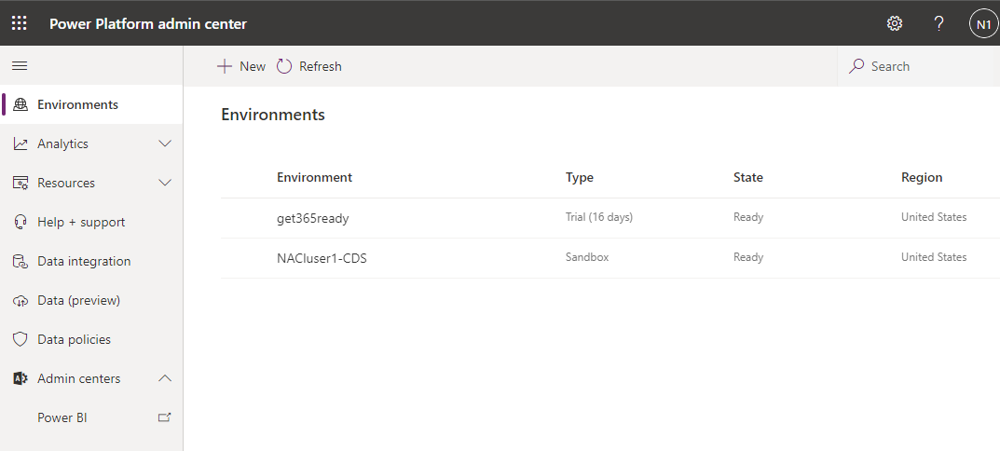 Power Platform admin center
?
N1
New
Refresh
Search
Environments
Analytics
Resources
Help + support
Data integration
Data (preview)
Data policies
Admin centers
Power BI
Environments
Environment Type State Region
get365ready Trial (16 days) Ready United States
NACIuser1-CDS Sandbox Ready United States